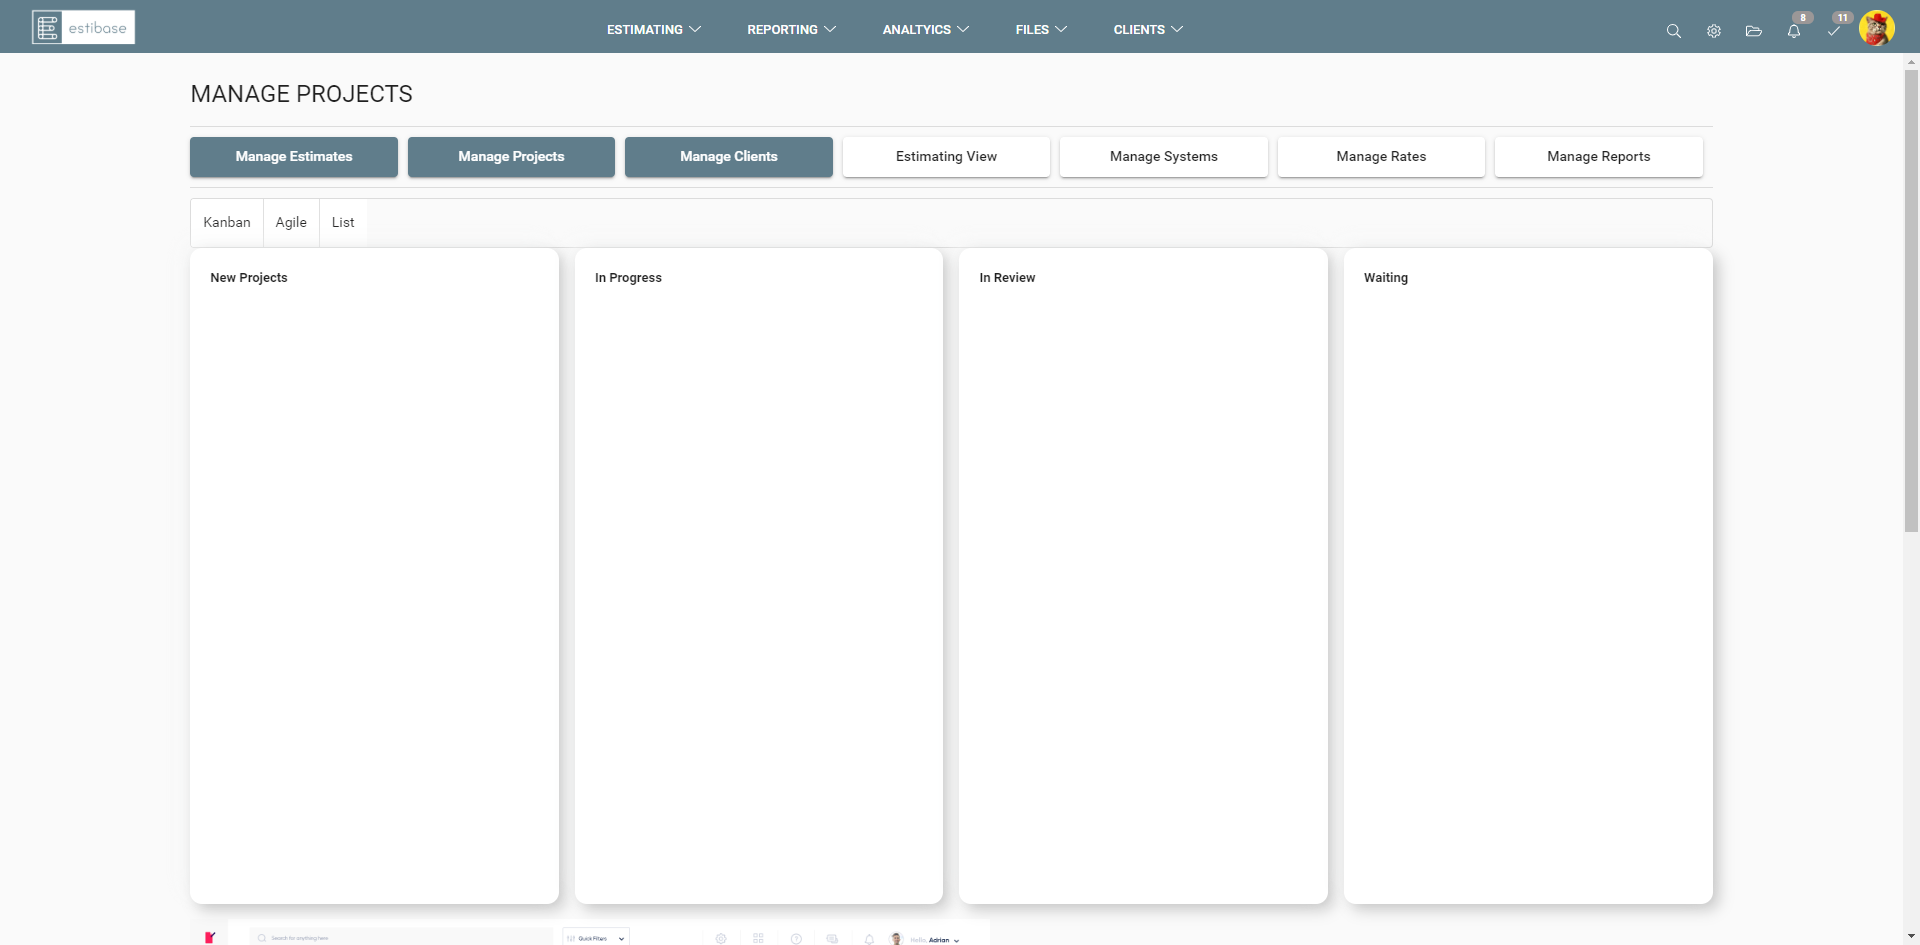 estibase
ESTIMATING
REPORTING
ANALTYICS
FILES
CLIENTS
8
11
MANAGE PROJECTS
Manage Estimates
Manage Projects
Manage Clients
Estimating View
Manage Systems
Manage Rates
Manage Reports
Kanban
Agile
List
New Projects
In Progress
In Review
Waiting
Search for anything here
Quick Filters
Hello, Adrian